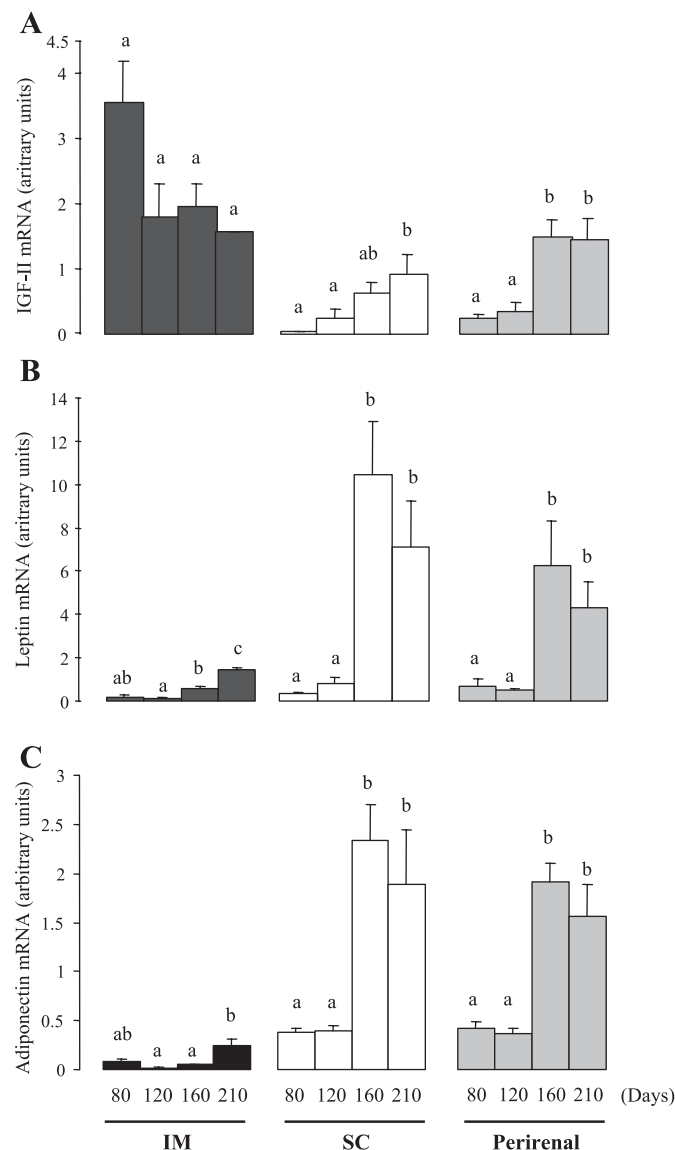 A
IGF-II mRNA (aritrary units)
4.5
4
3
2
1
0
a
a
a
a
a
a
ab
b
a
a
b
b
B
Leptin mRNA (aritrary units)
14
12
10
8
6
4
2
0
ab
a
b
c
a
a
b
b
a
a
b
b
C
Adiponectin mRNA (arbitrary units)
3
2.5
2
1.5
1
0.5
0
ab
a
a
b
a
a
b
b
a
a
b
b
80 120 160 210 80 120 160 210 80 120 160 210 (Days)
IM SC Perirenal